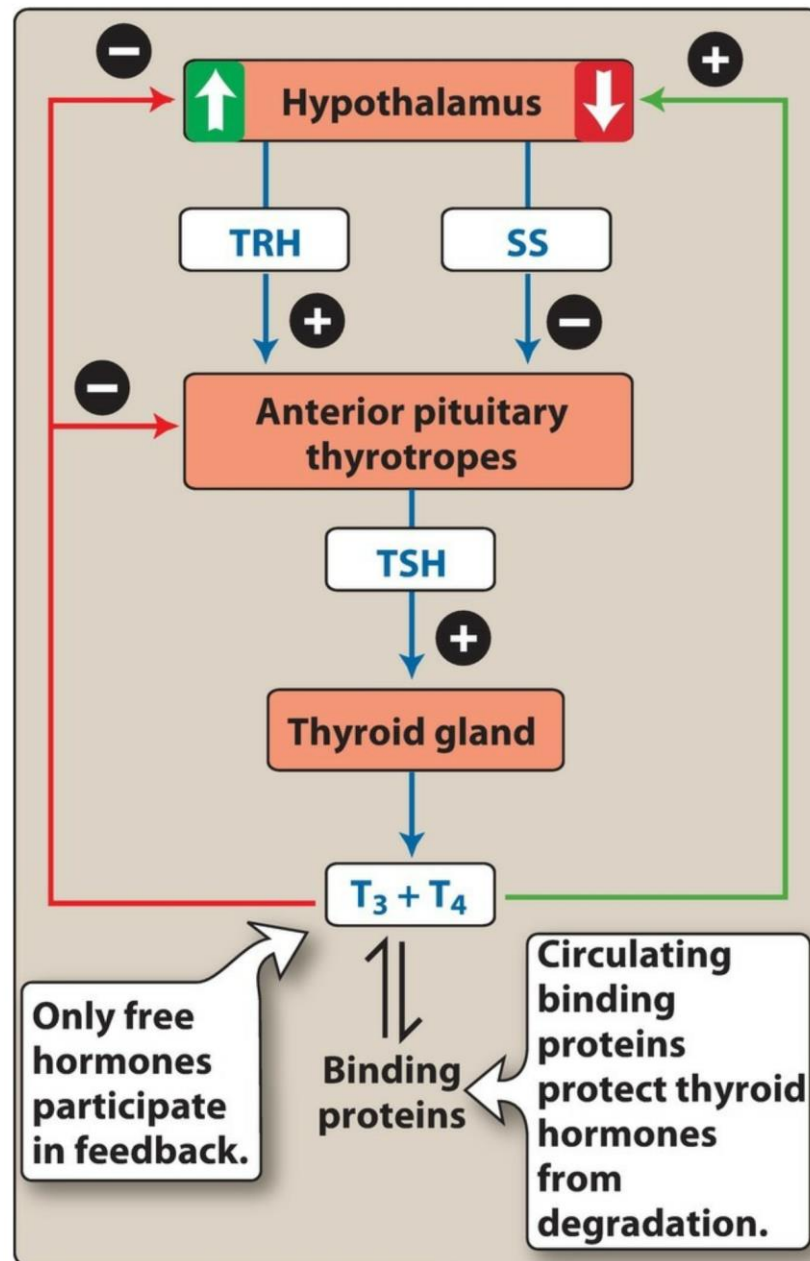 −
+
Hypothalamus
TRH
SS
+
−
−
Anterior pituitary
thyrotropes
TSH
+
Thyroid gland
T₃ + T₄
Only free
hormones
participate
in feedback.
Binding
proteins
Circulating
binding
proteins
protect thyroid
hormones
from
degradation.